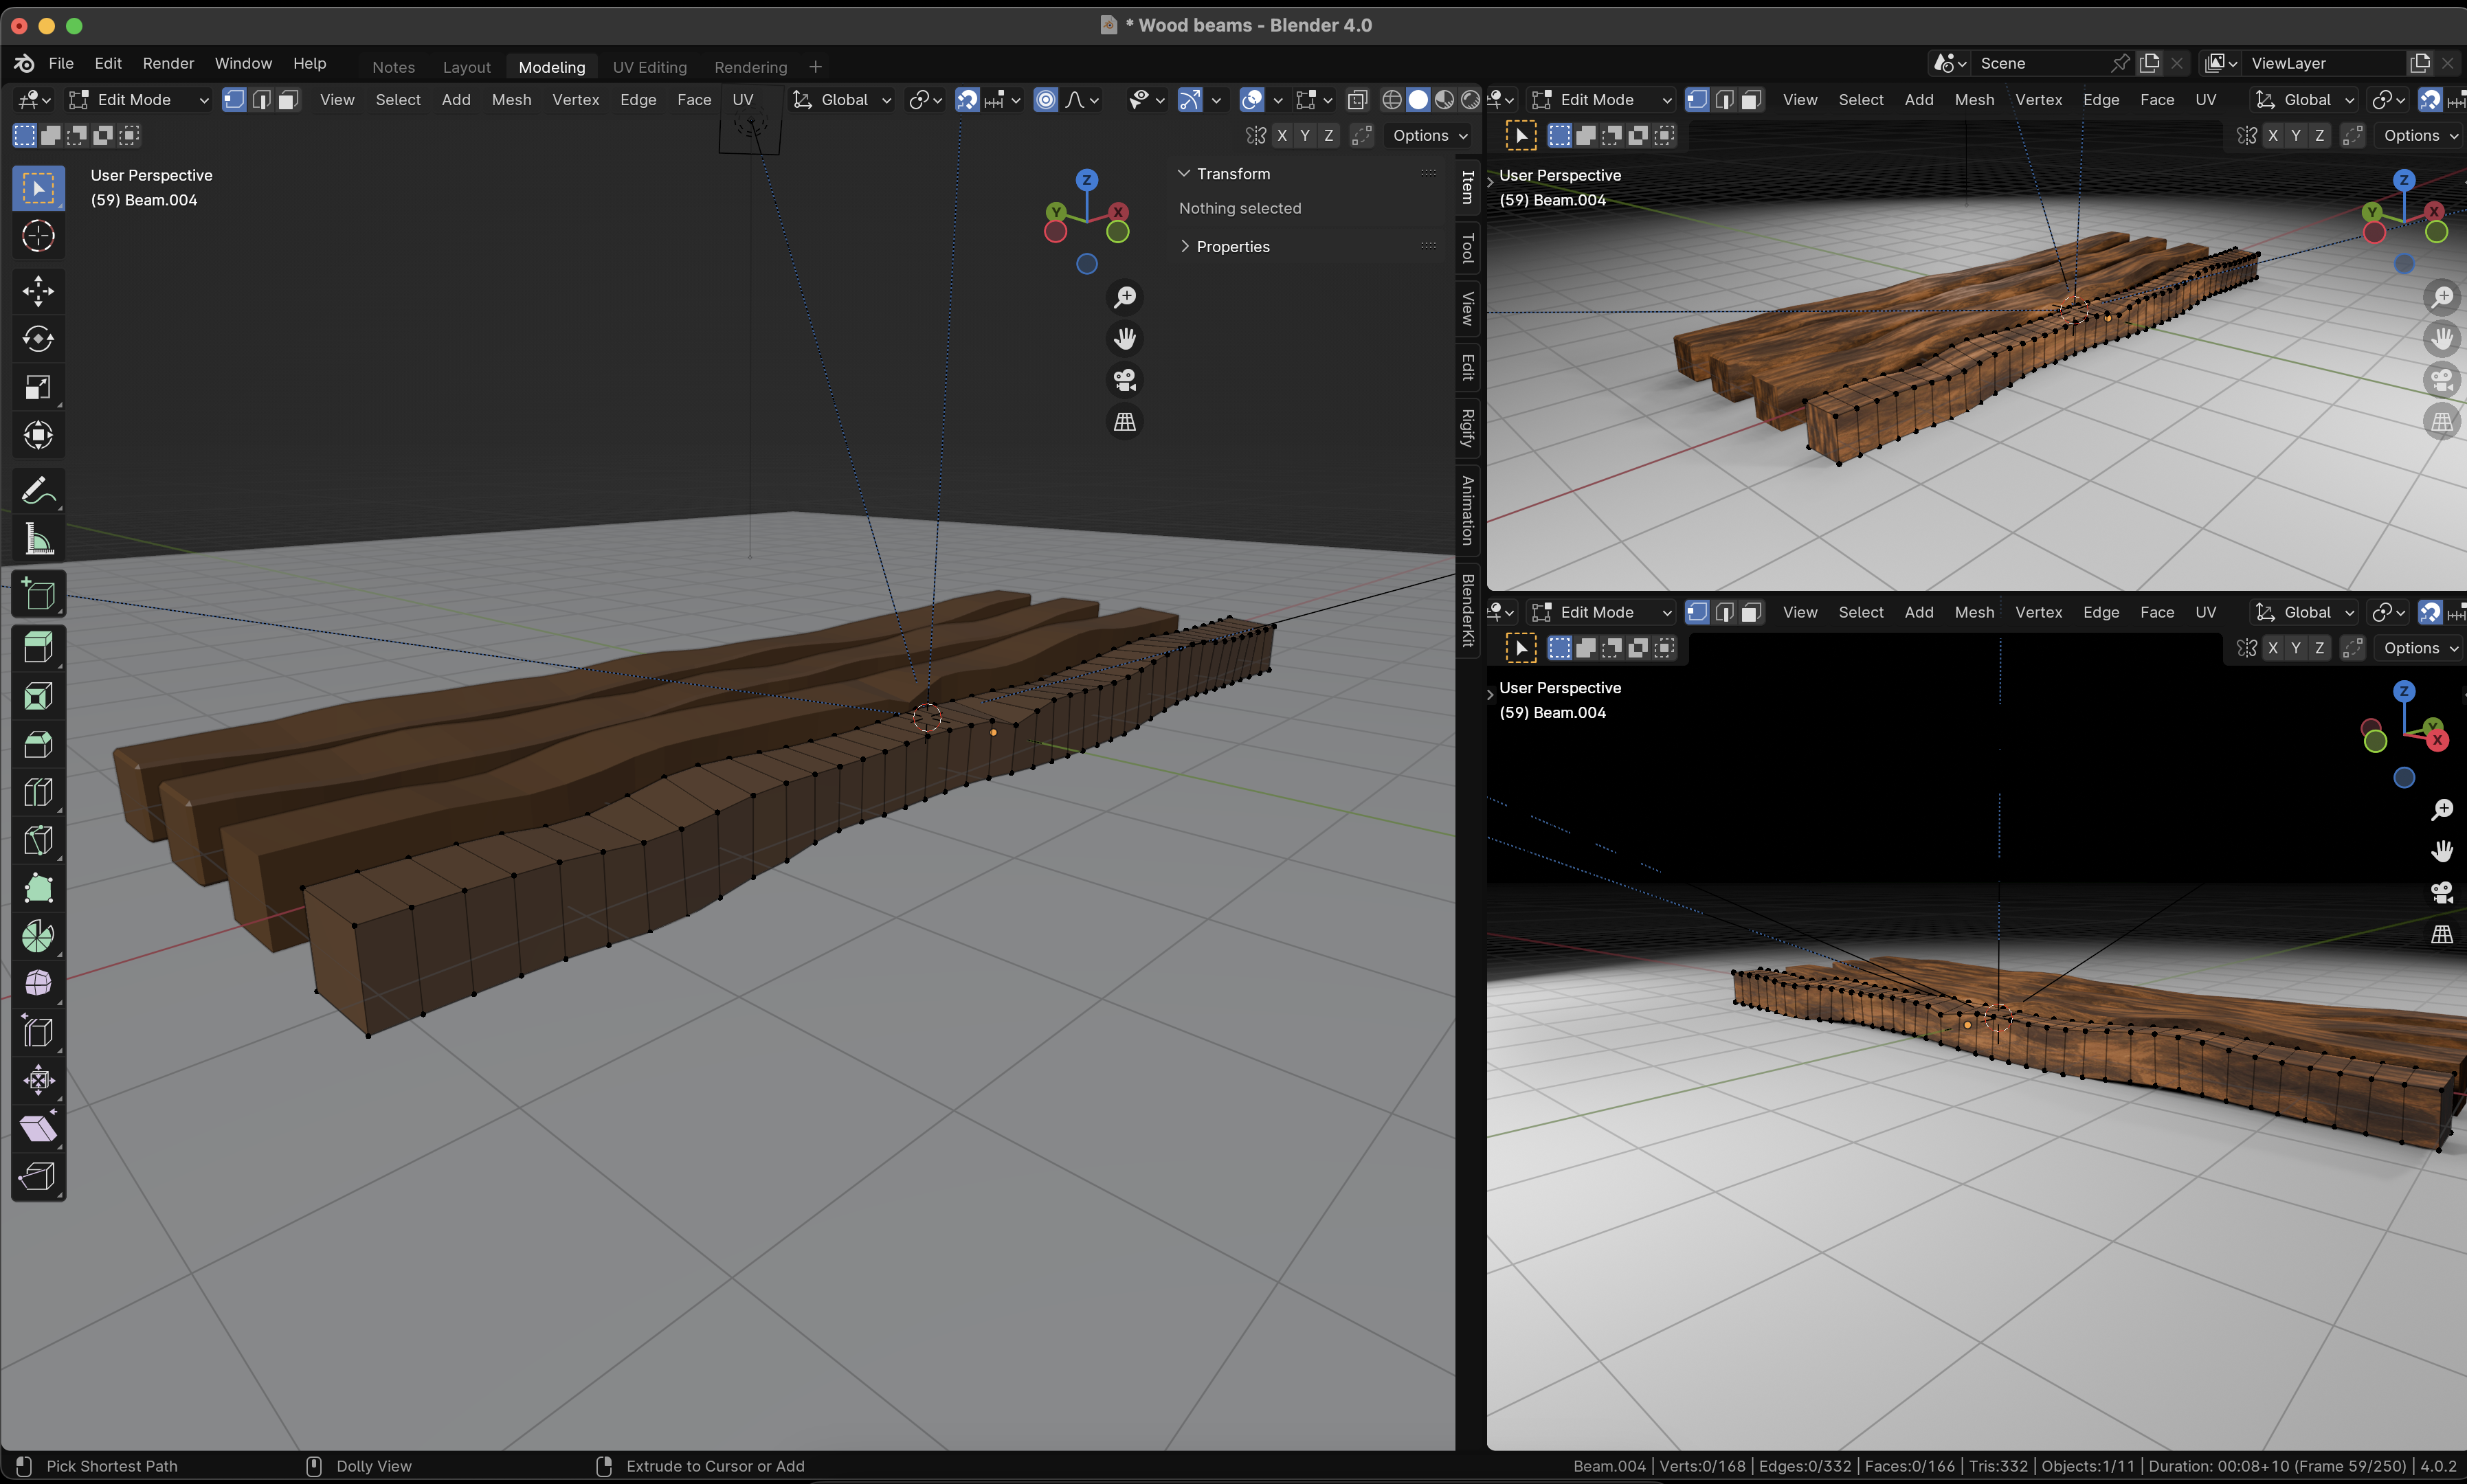 * Wood beams - Blender 4.0
File Edit Render Window Help Notes Layout Modeling UV Editing Rendering + Scene ViewLayer
Edit Mode View Select Add Mesh Vertex Edge Face UV Global
X Y Z Options
User Perspective
(59) Beam.004
Z
Y X
Transform
Nothing selected
Properties
Item
Tool
View
Edit
Rigify
Animation
BlenderKit
Edit Mode View Select Add Mesh Vertex Edge Face UV Global
X Y Z Options
User Perspective
(59) Beam.004
Z
Y X
Edit Mode View Select Add Mesh Vertex Edge Face UV Global
X Y Z Options
User Perspective
(59) Beam.004
Z
Y
X
Pick Shortest Path Dolly View Extrude to Cursor or Add Beam.004 | Verts:0/168 | Edges:0/332 | Faces:0/166 | Tris:332 | Objects:1/11 | Duration: 00:08+10 (Frame 59/250) | 4.0.2